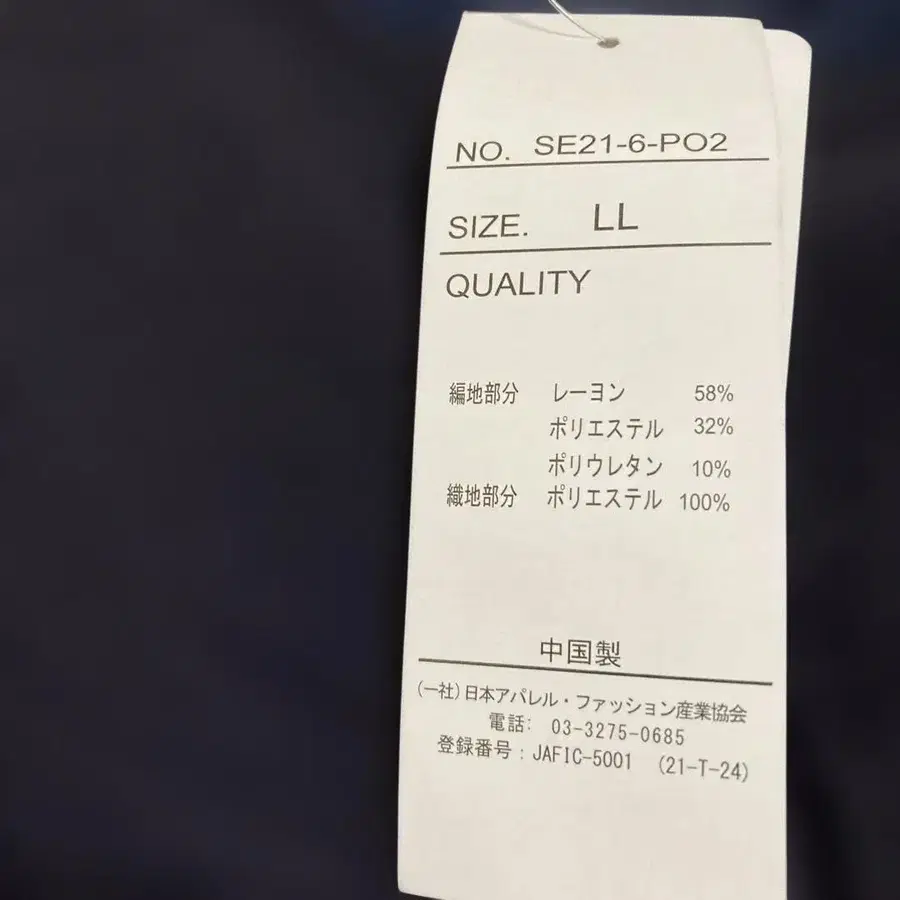 NO. SE21-6-PO2
SIZE. LL
QUALITY
編地部分 レーヨン 58%
ポリエステル 32%
ポリウレタン 10%
織地部分 ポリエステル 100%
中国製
(一社)日本アパレル・ファッション産業協会
電話: 03-3275-0685
登録番号:JAFIC-5001 (21-T-24)